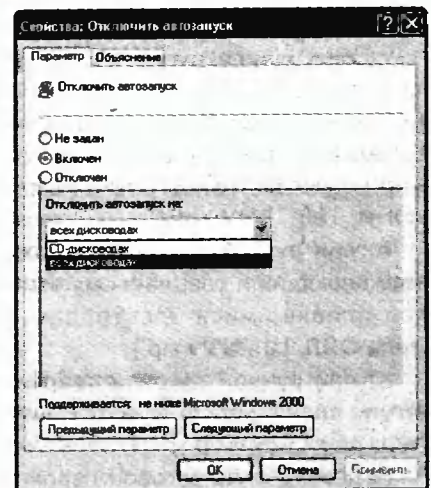 Свойства: Отключить автозапуск
Параметр Объяснение
Отключить автозапуск
Не задан
Включен
Отключен
Отключить автозапуск на:
всех дисководах
CD-дисководах
всех дисководах
Поддерживается: не ниже Microsoft Windows 2000
Предыдущий параметр Следующий параметр
OK Отмена Применить